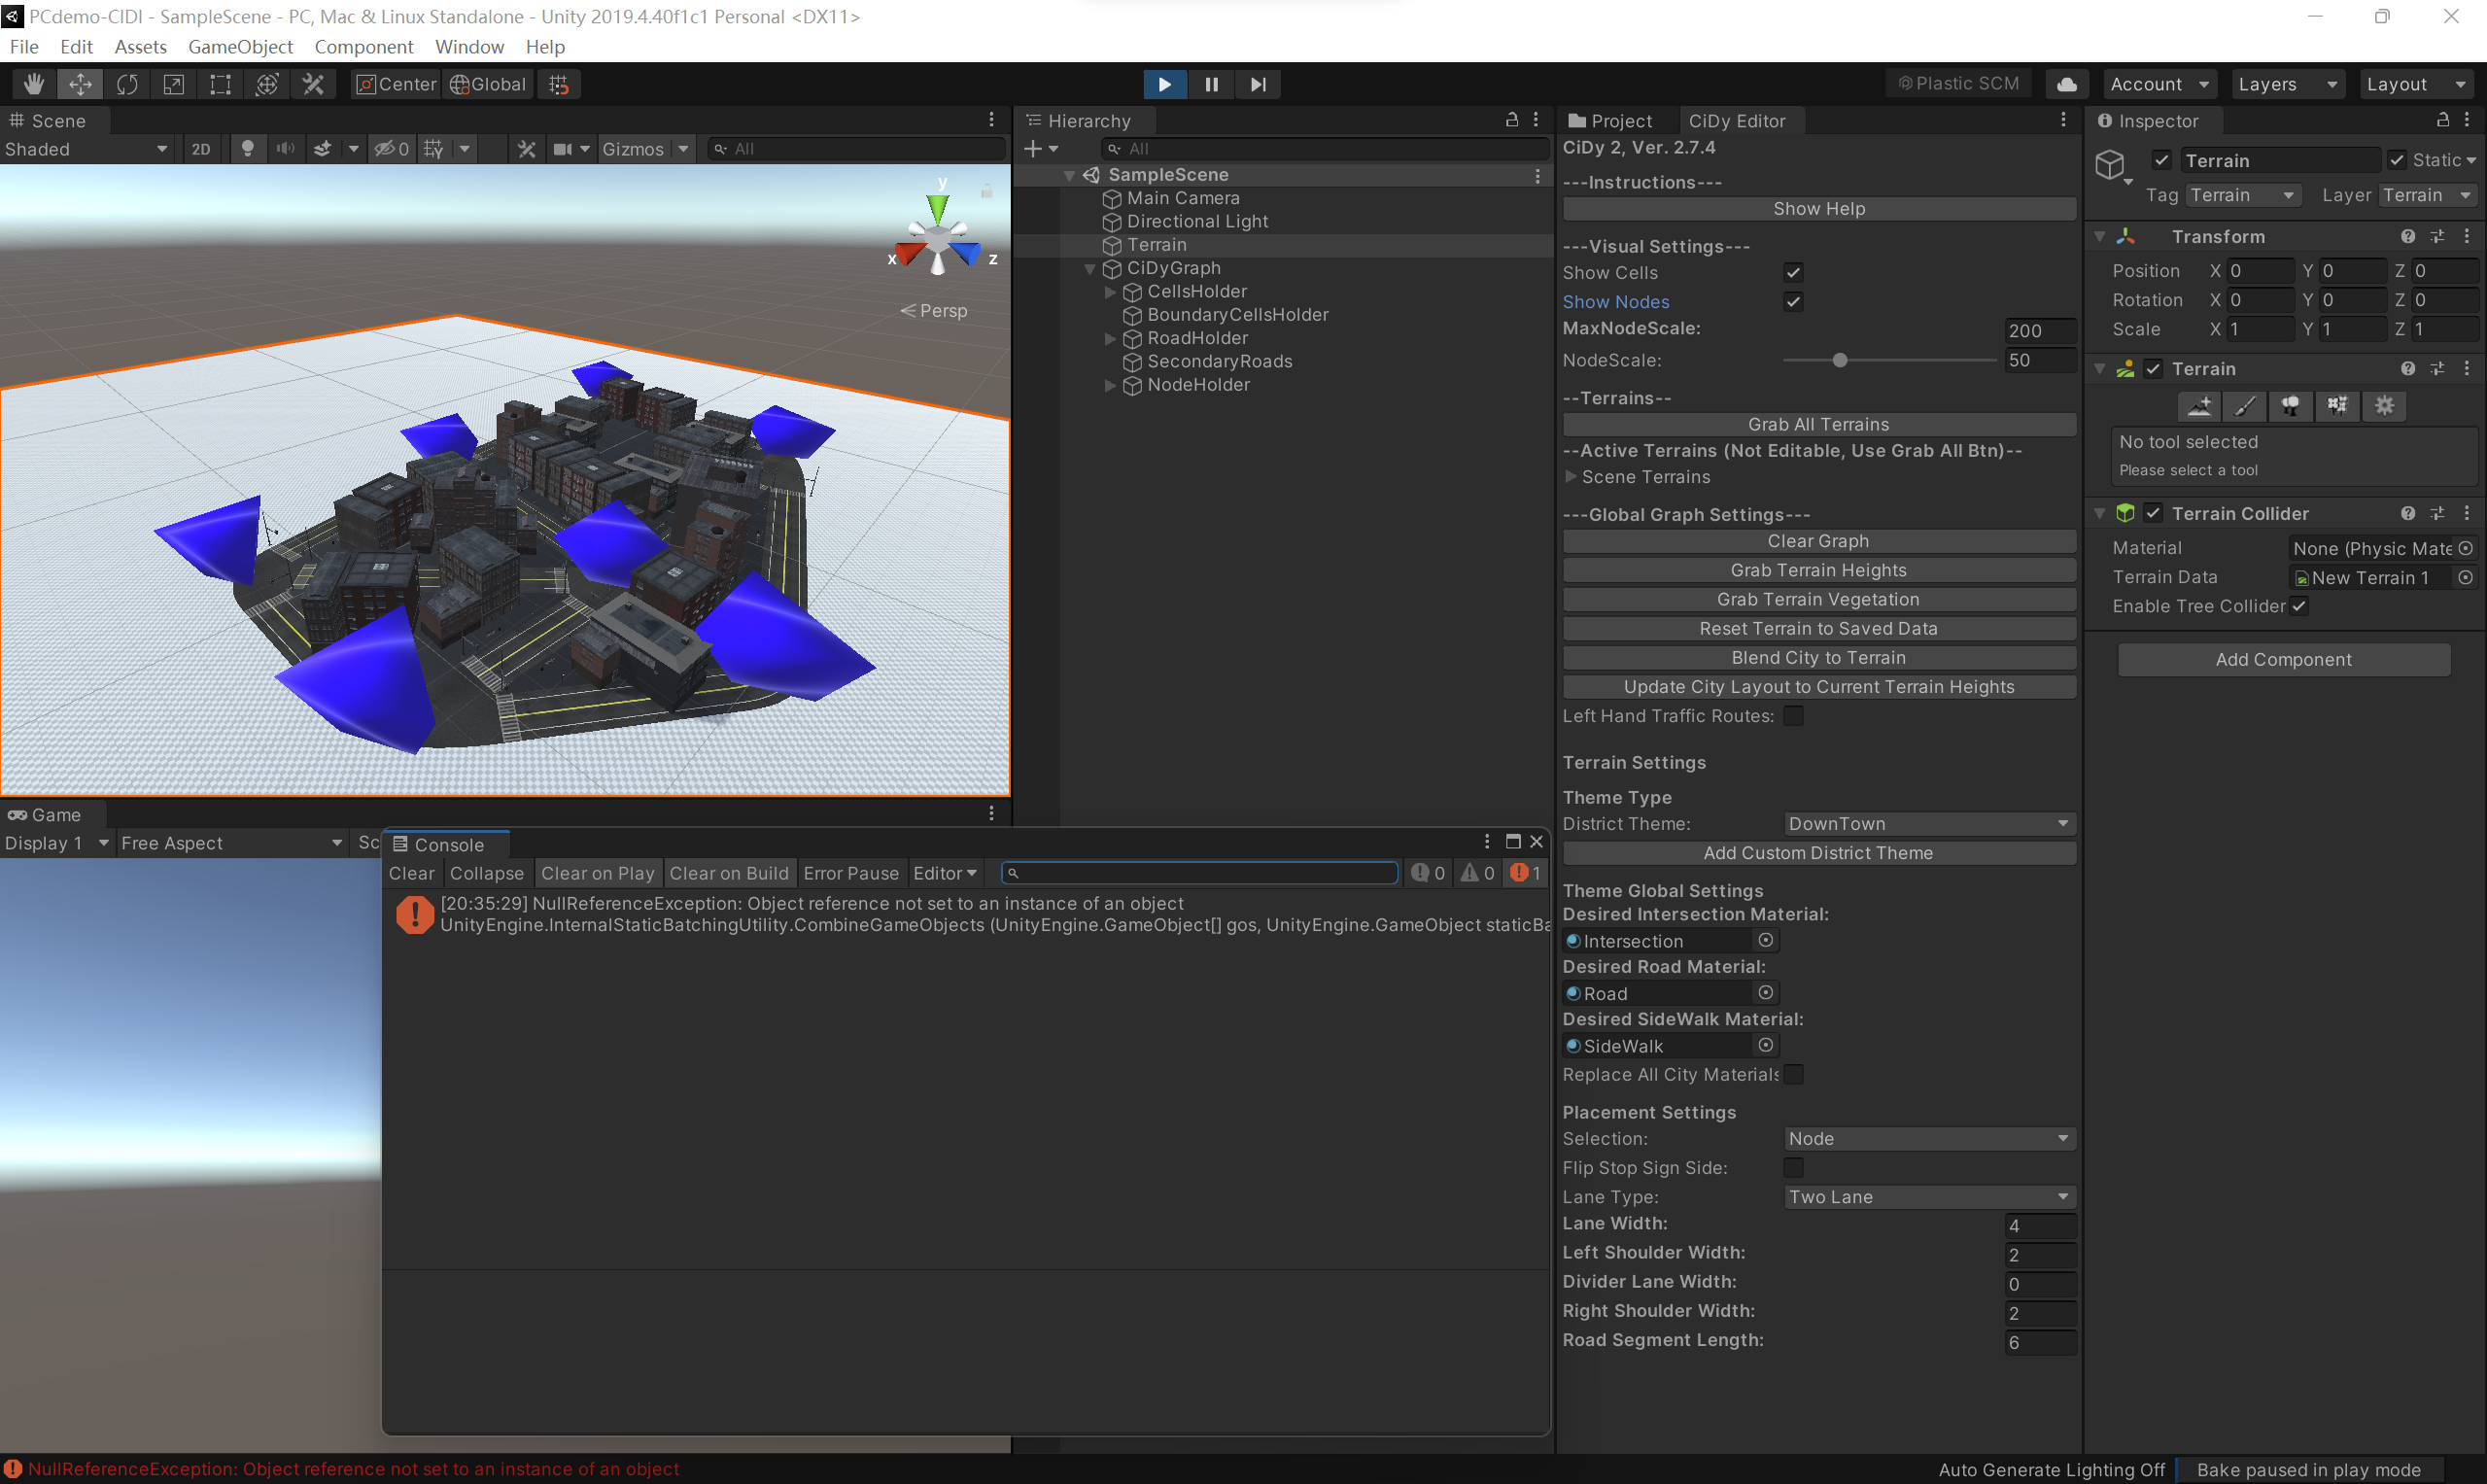 PCdemo-CIDI - SampleScene - PC, Mac & Linux Standalone - Unity 2019.4.40f1c1 Personal <DX11>
File Edit Assets GameObject Component Window Help
Center Global Plastic SCM Account Layers Layout
Scene
Shaded 2D 0 Gizmos All
y
x
z
Persp
Game
Display 1 Free Aspect Sc
Hierarchy
All
SampleScene
Main Camera
Directional Light
Terrain
CiDyGraph
CellsHolder
BoundaryCellsHolder
RoadHolder
SecondaryRoads
NodeHolder
Console
Clear Collapse Clear on Play Clear on Build Error Pause Editor 0 0 1
[20:35:29] NullReferenceException: Object reference not set to an instance of an object
UnityEngine.InternalStaticBatchingUtility.CombineGameObjects (UnityEngine.GameObject[] gos, UnityEngine.GameObject staticBa
Project CiDy Editor
CiDy 2, Ver. 2.7.4
---Instructions---
Show Help
---Visual Settings---
Show Cells
Show Nodes
MaxNodeScale: 200
NodeScale: 50
--Terrains--
Grab All Terrains
--Active Terrains (Not Editable, Use Grab All Btn)--
Scene Terrains
---Global Graph Settings---
Clear Graph
Grab Terrain Heights
Grab Terrain Vegetation
Reset Terrain to Saved Data
Blend City to Terrain
Update City Layout to Current Terrain Heights
Left Hand Traffic Routes:
Terrain Settings
Theme Type
District Theme: DownTown
Add Custom District Theme
Theme Global Settings
Desired Intersection Material:
Intersection
Desired Road Material:
Road
Desired SideWalk Material:
SideWalk
Replace All City Materials
Placement Settings
Selection: Node
Flip Stop Sign Side:
Lane Type: Two Lane
Lane Width: 4
Left Shoulder Width: 2
Divider Lane Width: 0
Right Shoulder Width: 2
Road Segment Length: 6
Inspector
Terrain Static
Tag Terrain Layer Terrain
Transform
Position X 0 Y 0 Z 0
Rotation X 0 Y 0 Z 0
Scale X 1 Y 1 Z 1
Terrain
No tool selected
Please select a tool
Terrain Collider
Material None (Physic Mate
Terrain Data New Terrain 1
Enable Tree Collider
Add Component
NullReferenceException: Object reference not set to an instance of an object
Auto Generate Lighting Off Bake paused in play mode